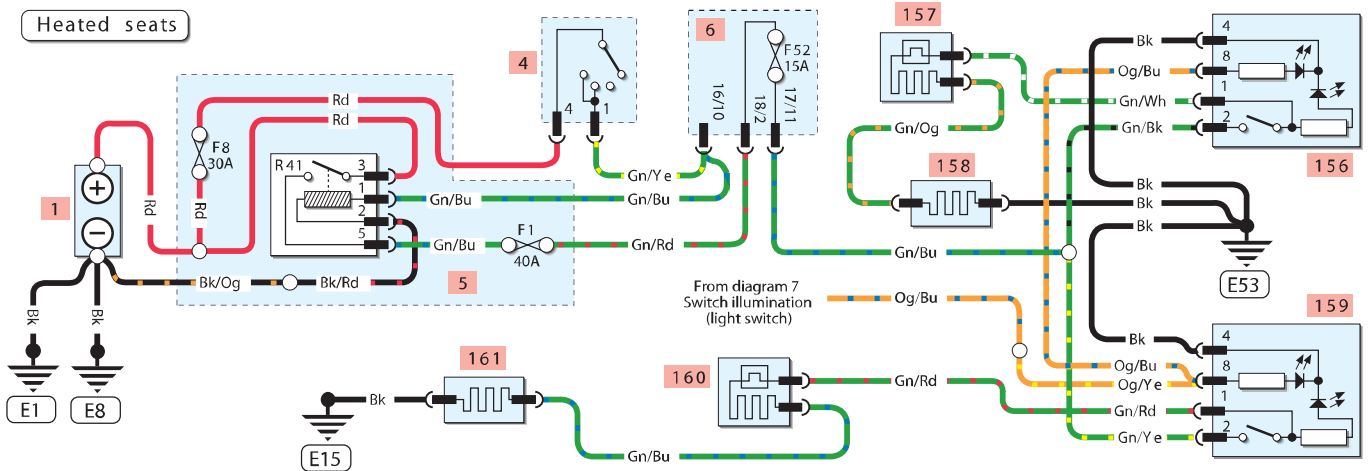 Heated seats
1
Rd
Rd
Rd
Rd
F8
30A
R41
3
1
2
5
5
Gn/Bu
Gn/Bu
F1
40A
Bk/Og
Bk/Rd
Bk
Bk
E1
E8
4
4
1
Gn/Ye
Gn/Bu
Gn/Rd
6
F52
15A
16/10
18/2
17/11
157
Gn/Og
158
Gn/Bu
From diagram 7
Switch illumination
(light switch)
Og/Bu
161
Bk
E15
160
Gn/Rd
Gn/Bu
Bk
Og/Bu
Gn/Wh
Gn/Bk
4
8
1
2
156
Bk
Bk
Bk
E53
159
Bk
Og/Bu
Og/Ye
Gn/Rd
Gn/Ye
4
8
1
2